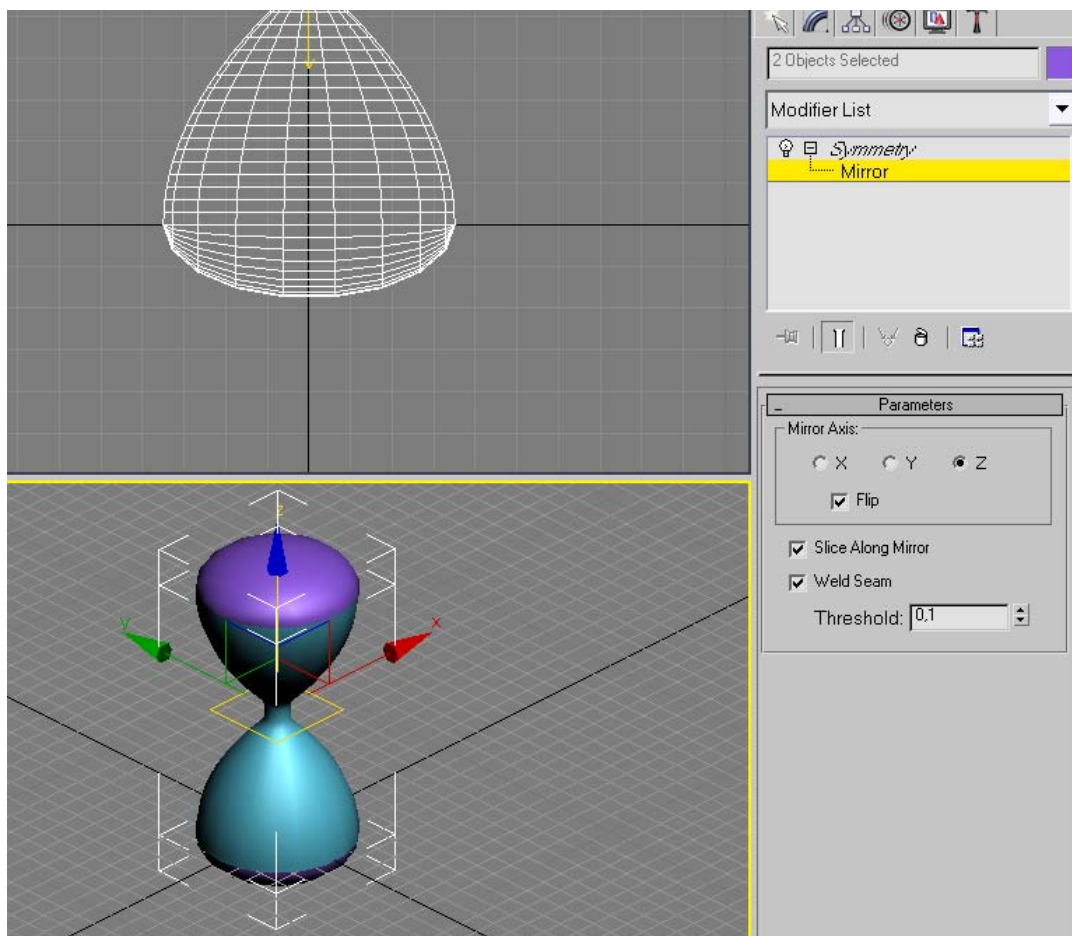 2 Objects Selected
Modifier List
Symmetry
Mirror
Parameters
Mirror Axis:
X Y Z
Flip
Slice Along Mirror
Weld Seam
Threshold: 0,1
z
y x